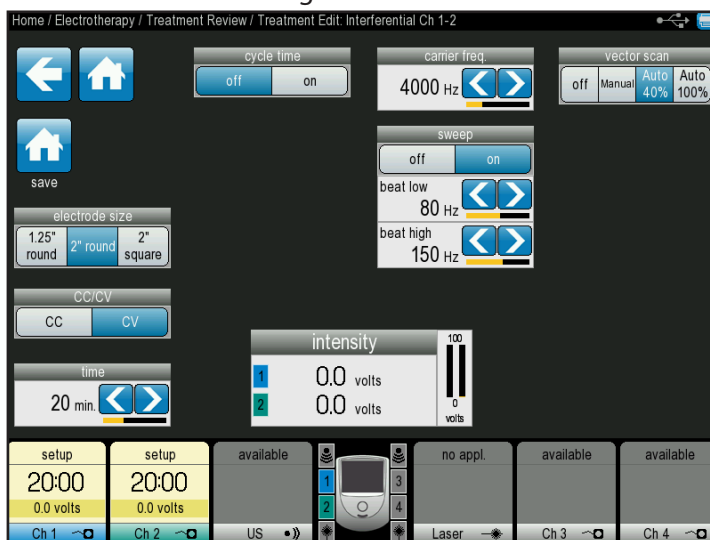 Home / Electrotherapy / Treatment Review / Treatment Edit: Interferential Ch 1-2
cycle time
off on
carrier freq.
4000 Hz
vector scan
off Manual Auto 40% Auto 100%
save
sweep
off on
beat low
80 Hz
beat high
150 Hz
electrode size
1.25" round 2" round 2" square
CC/CV
CC CV
time
20 min.
intensity
1 0.0 volts
2 0.0 volts
100
0
volts
setup
20:00
0.0 volts
Ch 1
setup
20:00
0.0 volts
Ch 2
available
US
1
2
3
4
no appl.
Laser
available
Ch 3
available
Ch 4